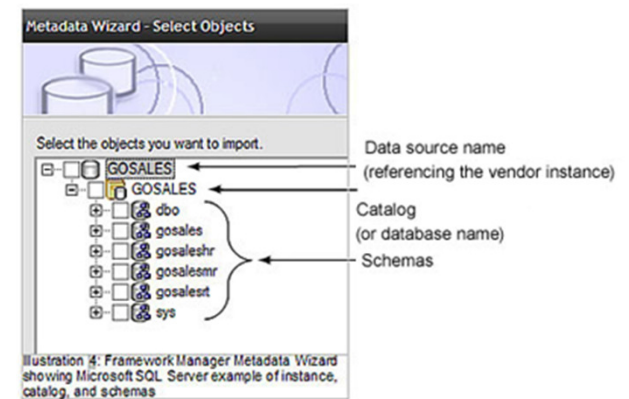 Metadata Wizard - Select Objects
Select the objects you want to import.
GOSALES
GOSALES
dbo
gosales
gosaleshr
gosalesmr
gosalesrt
sys
Data source name
(referencing the vendor instance)
Catalog
(or database name)
Schemas
Illustration 4: Framework Manager Metadata Wizard
showing Microsoft SQL Server example of instance,
catalog, and schemas